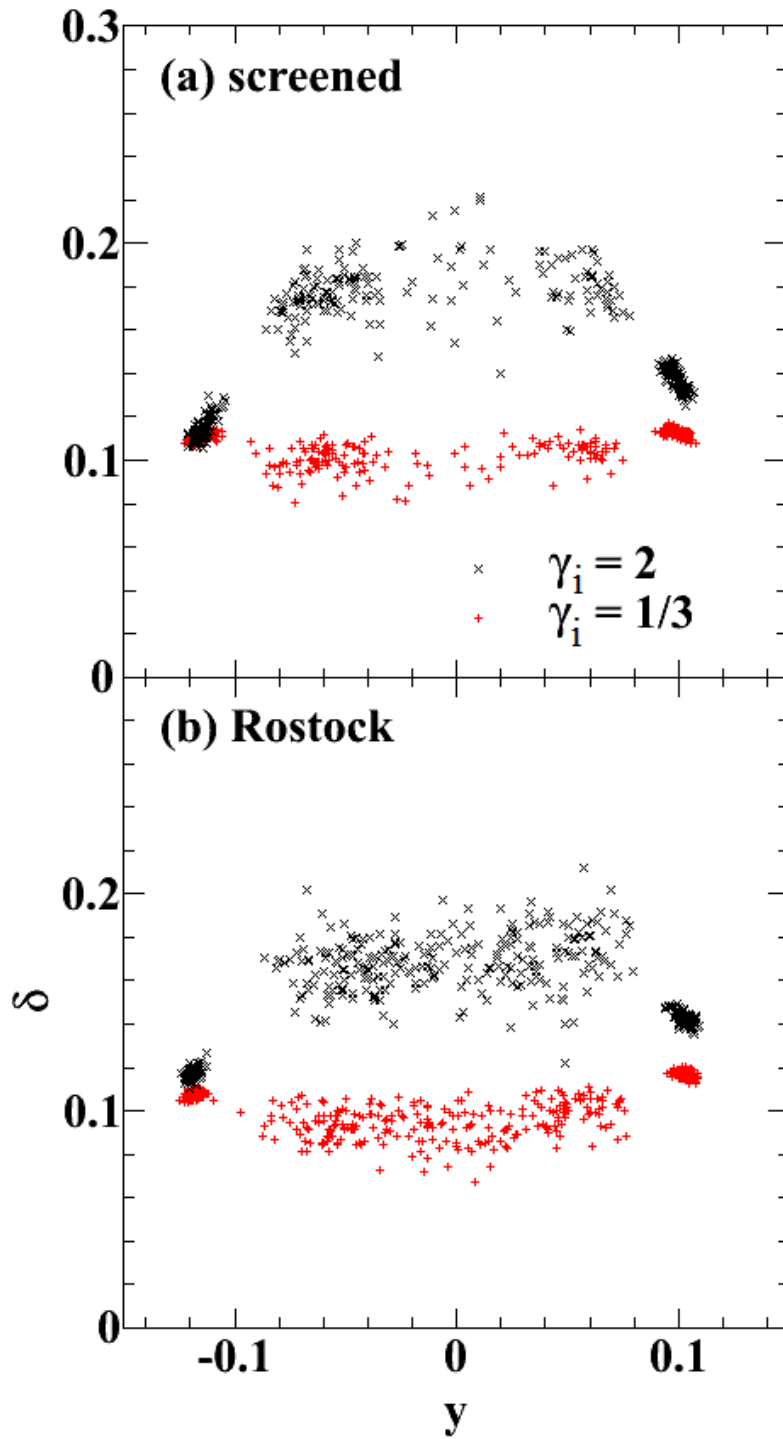 0.3
(a) screened
0.2
0.1
γi = 2
γi = 1/3
0
(b) Rostock
0.2
δ
0.1
0
-0.1 0 0.1
y